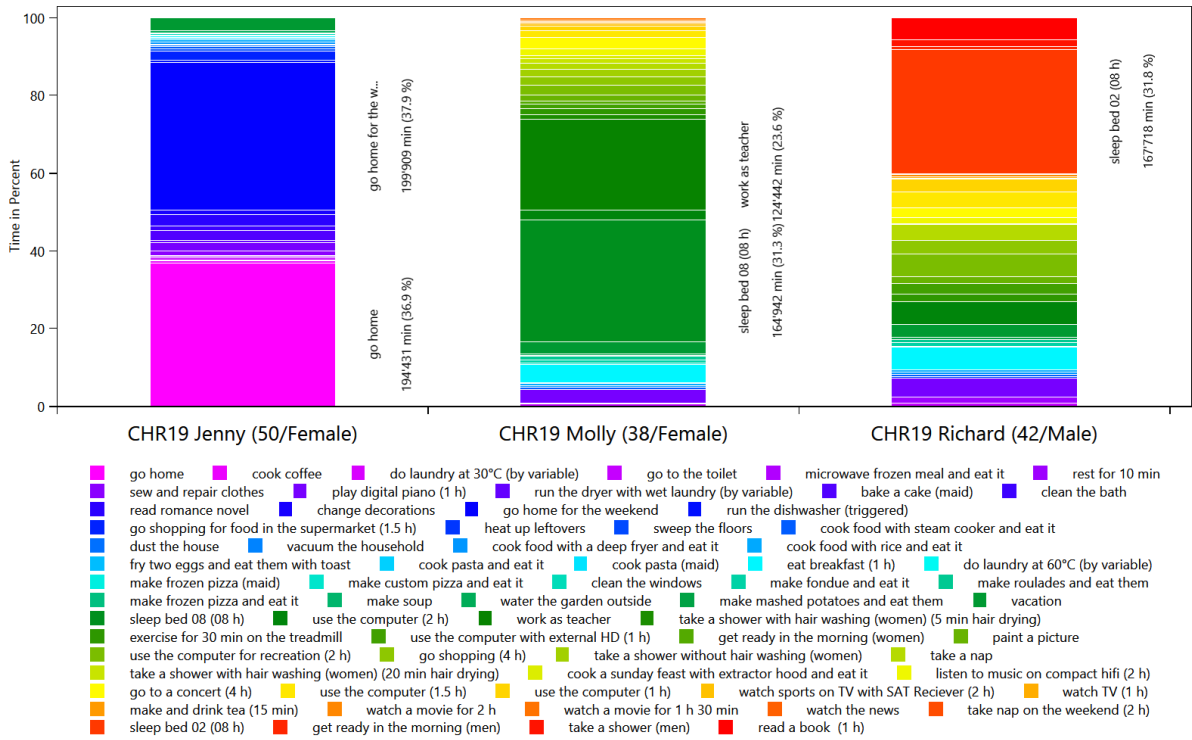 100
80
60
40
20
0
Time in Percent
go home for the w...
199'909 min (37.9 %)
go home
194'431 min (36.9 %)
work as teacher
124'442 min (23.6 %)
sleep bed 08 (08 h)
164'942 min (31.3 %)
sleep bed 02 (08 h)
167'718 min (31.8 %)
CHR19 Jenny (50/Female) CHR19 Molly (38/Female) CHR19 Richard (42/Male)
go home cook coffee do laundry at 30°C (by variable) go to the toilet microwave frozen meal and eat it rest for 10 min
sew and repair clothes play digital piano (1 h) run the dryer with wet laundry (by variable) bake a cake (maid) clean the bath
read romance novel change decorations go home for the weekend run the dishwasher (triggered)
go shopping for food in the supermarket (1.5 h) heat up leftovers sweep the floors cook food with steam cooker and eat it
dust the house vacuum the household cook food with a deep fryer and eat it cook food with rice and eat it
fry two eggs and eat them with toast cook pasta and eat it cook pasta (maid) eat breakfast (1 h) do laundry at 60°C (by variable)
make frozen pizza (maid) make custom pizza and eat it clean the windows make fondue and eat it make roulades and eat them
make frozen pizza and eat it make soup water the garden outside make mashed potatoes and eat them vacation
sleep bed 08 (08 h) use the computer (2 h) work as teacher take a shower with hair washing (women) (5 min hair drying)
exercise for 30 min on the treadmill use the computer with external HD (1 h) get ready in the morning (women) paint a picture
use the computer for recreation (2 h) go shopping (4 h) take a shower without hair washing (women) take a nap
take a shower with hair washing (women) (20 min hair drying) cook a sunday feast with extractor hood and eat it listen to music on compact hifi (2 h)
go to a concert (4 h) use the computer (1.5 h) use the computer (1 h) watch sports on TV with SAT Reciever (2 h) watch TV (1 h)
make and drink tea (15 min) watch a movie for 2 h watch a movie for 1 h 30 min watch the news take nap on the weekend (2 h)
sleep bed 02 (08 h) get ready in the morning (men) take a shower (men) read a book (1 h)